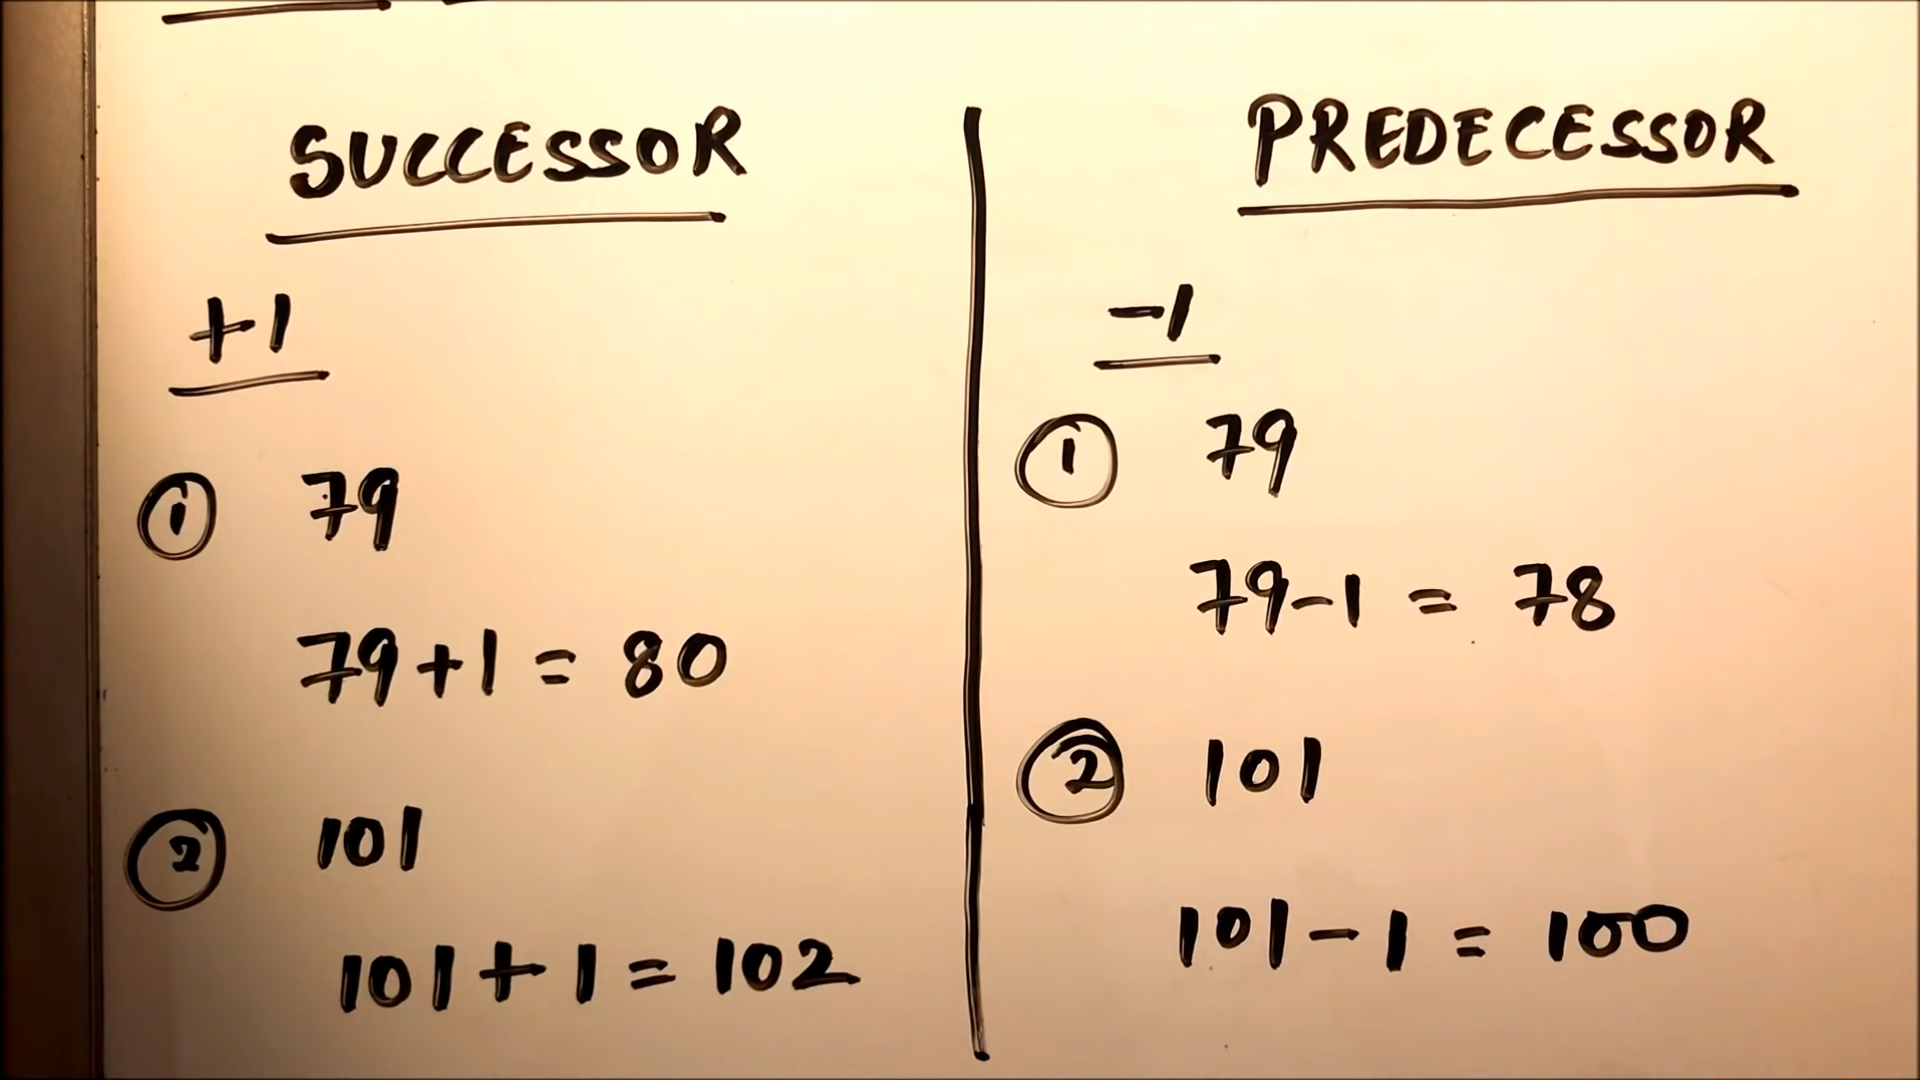 SUCCESSOR
+1
① 79
79+1 = 80
② 101
101+1 = 102
PREDECESSOR
-1
① 79
79-1 = 78
② 101
101-1 = 100